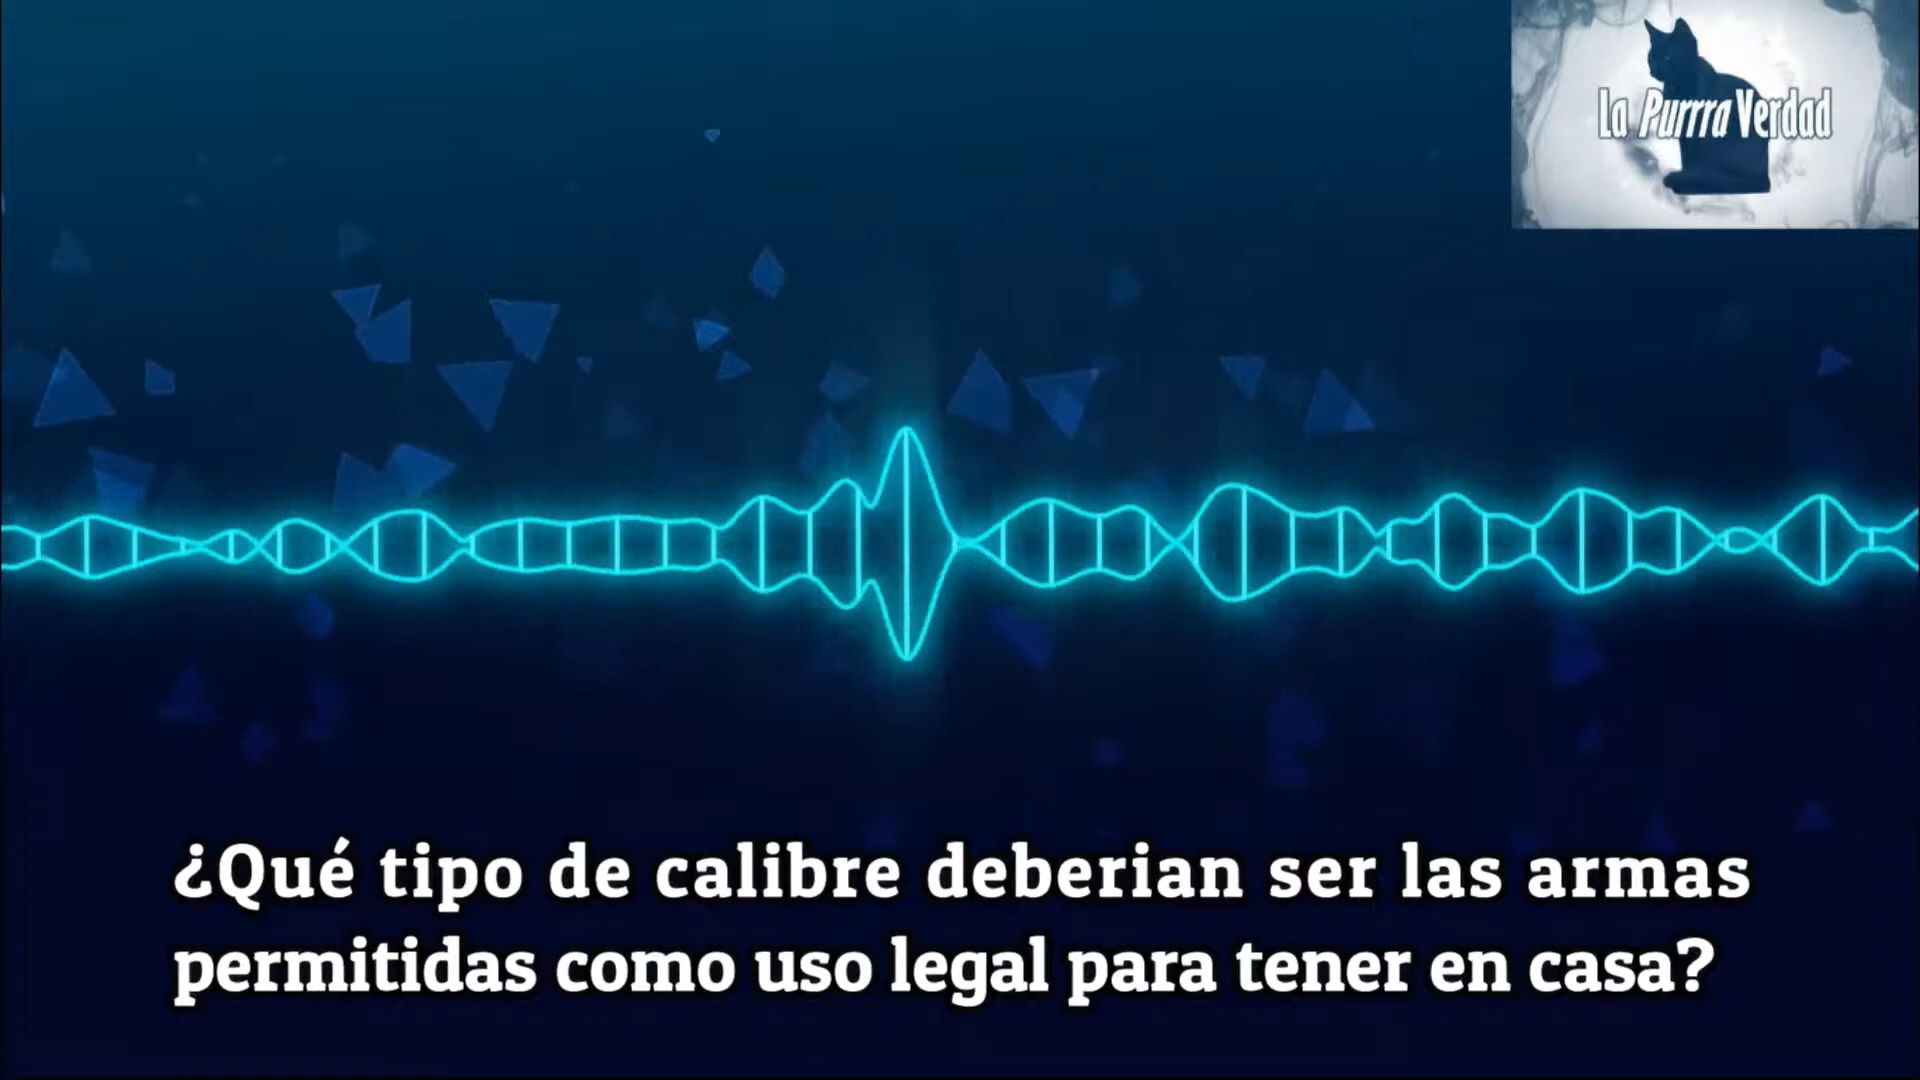 La Purrra Verdad
¿Qué tipo de calibre deberian ser las armas
permitidas como uso legal para tener en casa?